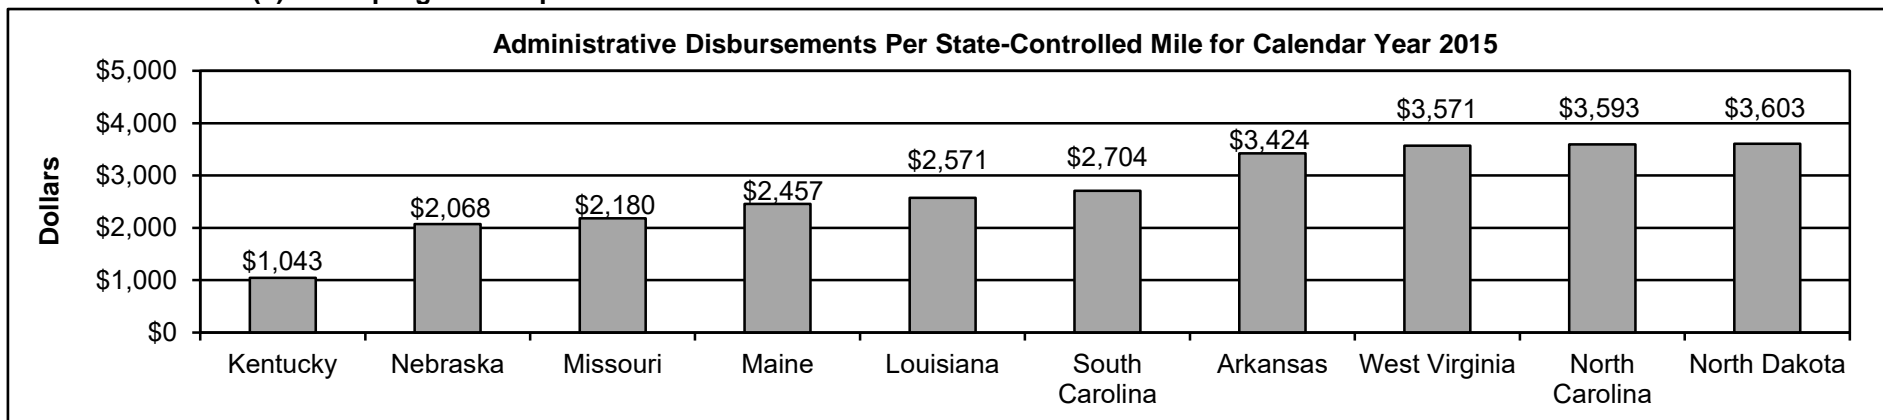 Administrative Disbursements Per State-Controlled Mile for Calendar Year 2015
Dollars
$5,000
$4,000
$3,000
$2,000
$1,000
$0
$1,043
$2,068
$2,180
$2,457
$2,571
$2,704
$3,424
$3,571
$3,593
$3,603
Kentucky
Nebraska
Missouri
Maine
Louisiana
South
Carolina
Arkansas
West Virginia
North
Carolina
North Dakota